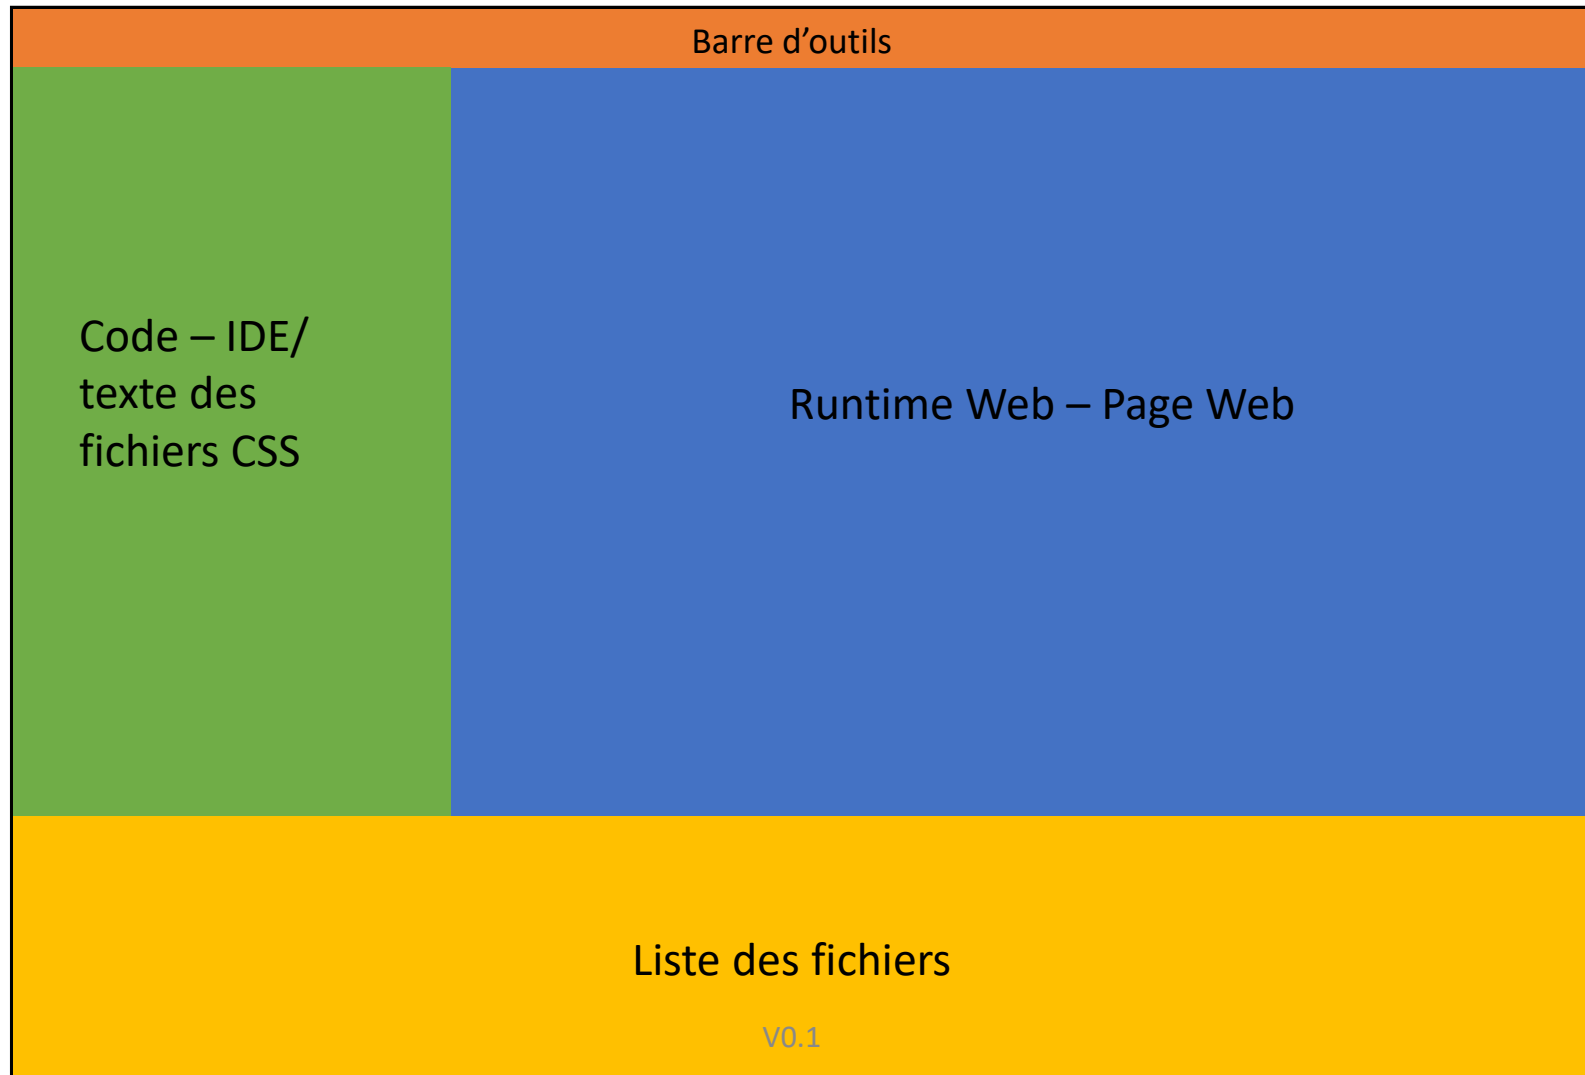 Barre d’outils
Code – IDE/
texte des
fichiers CSS
Runtime Web – Page Web
Liste des fichiers
V0.1